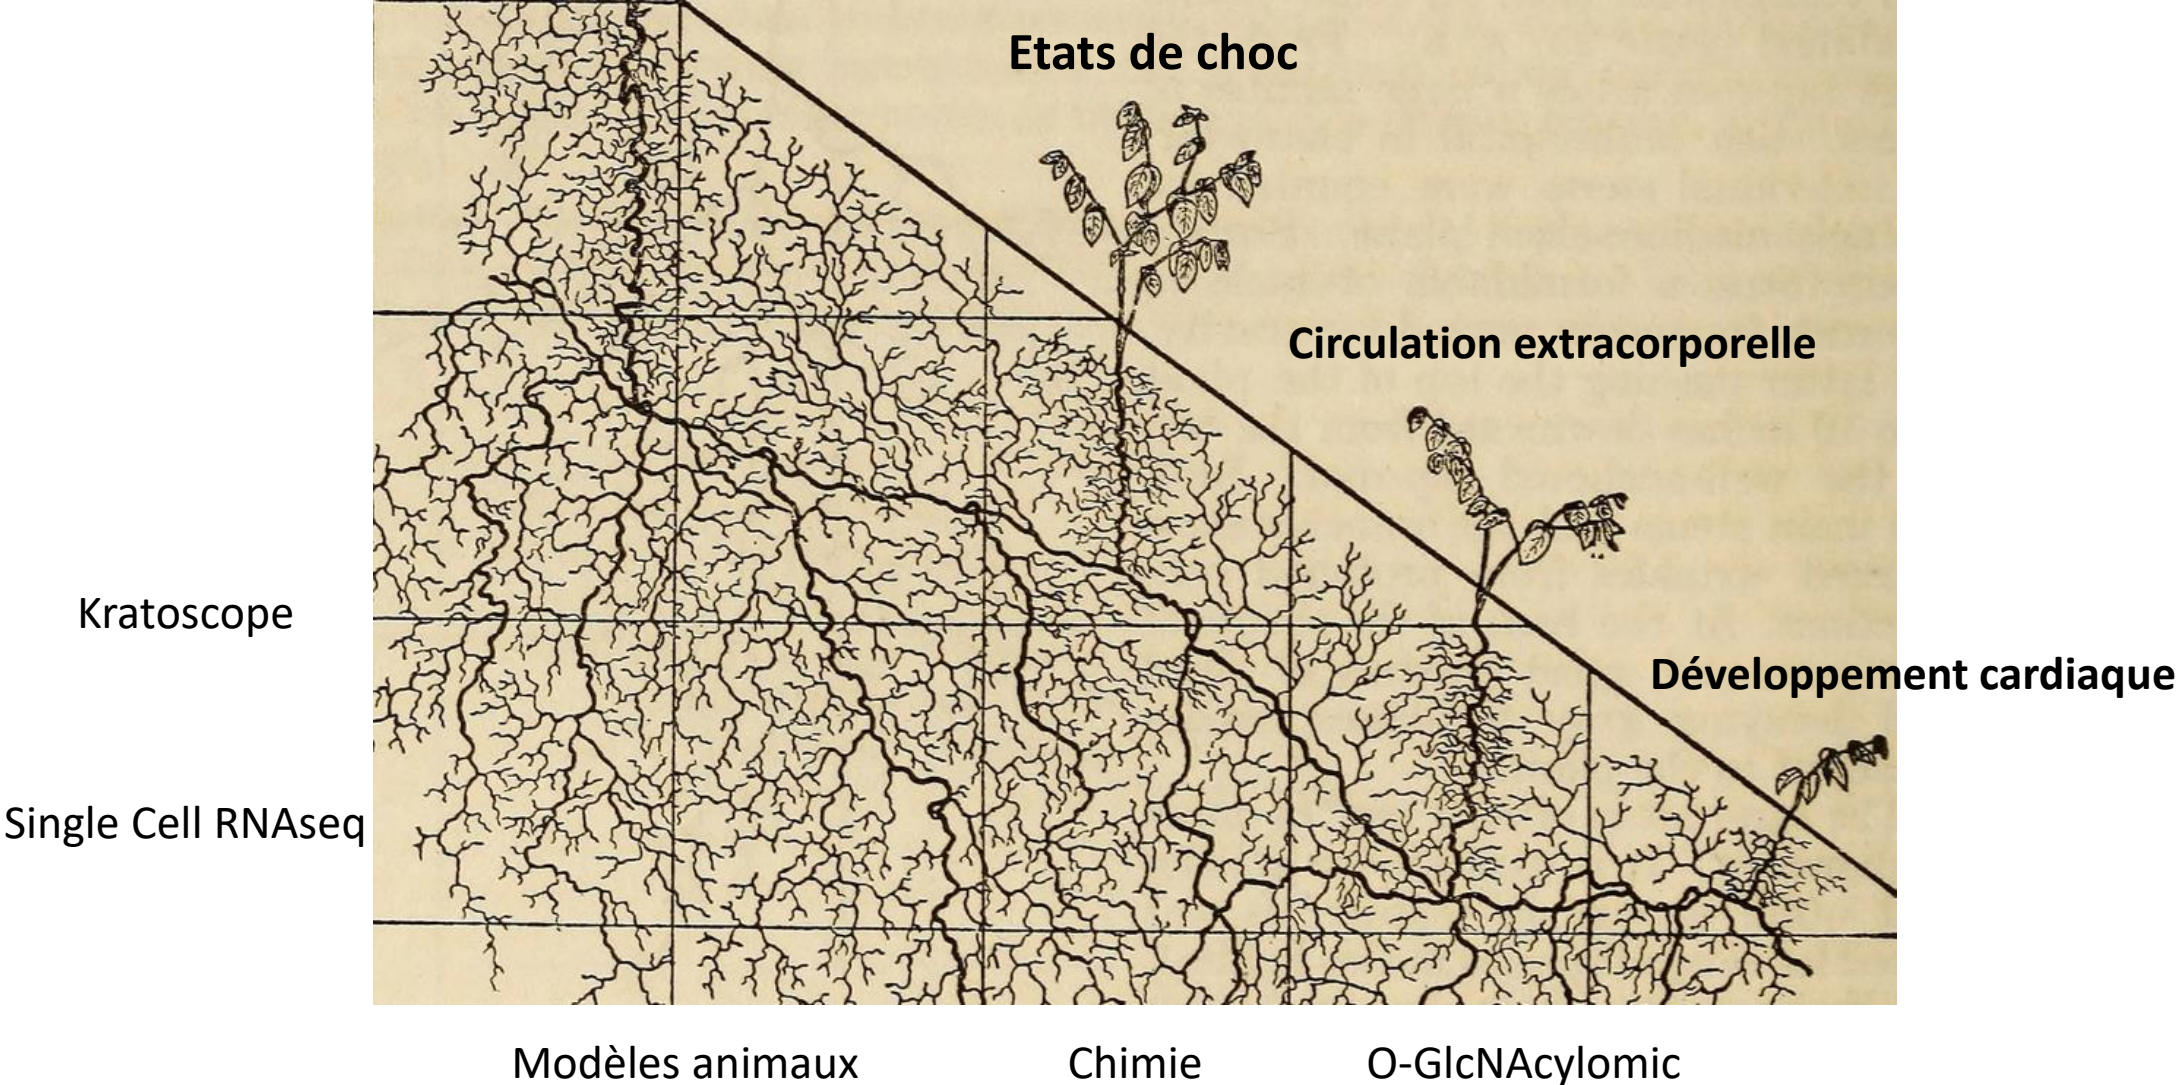 Etats de choc
Circulation extracorporelle
Kratoscope
Développement cardiaque
Single Cell RNAseq
Modèles animaux
Chimie
O-GlcNAcylomic